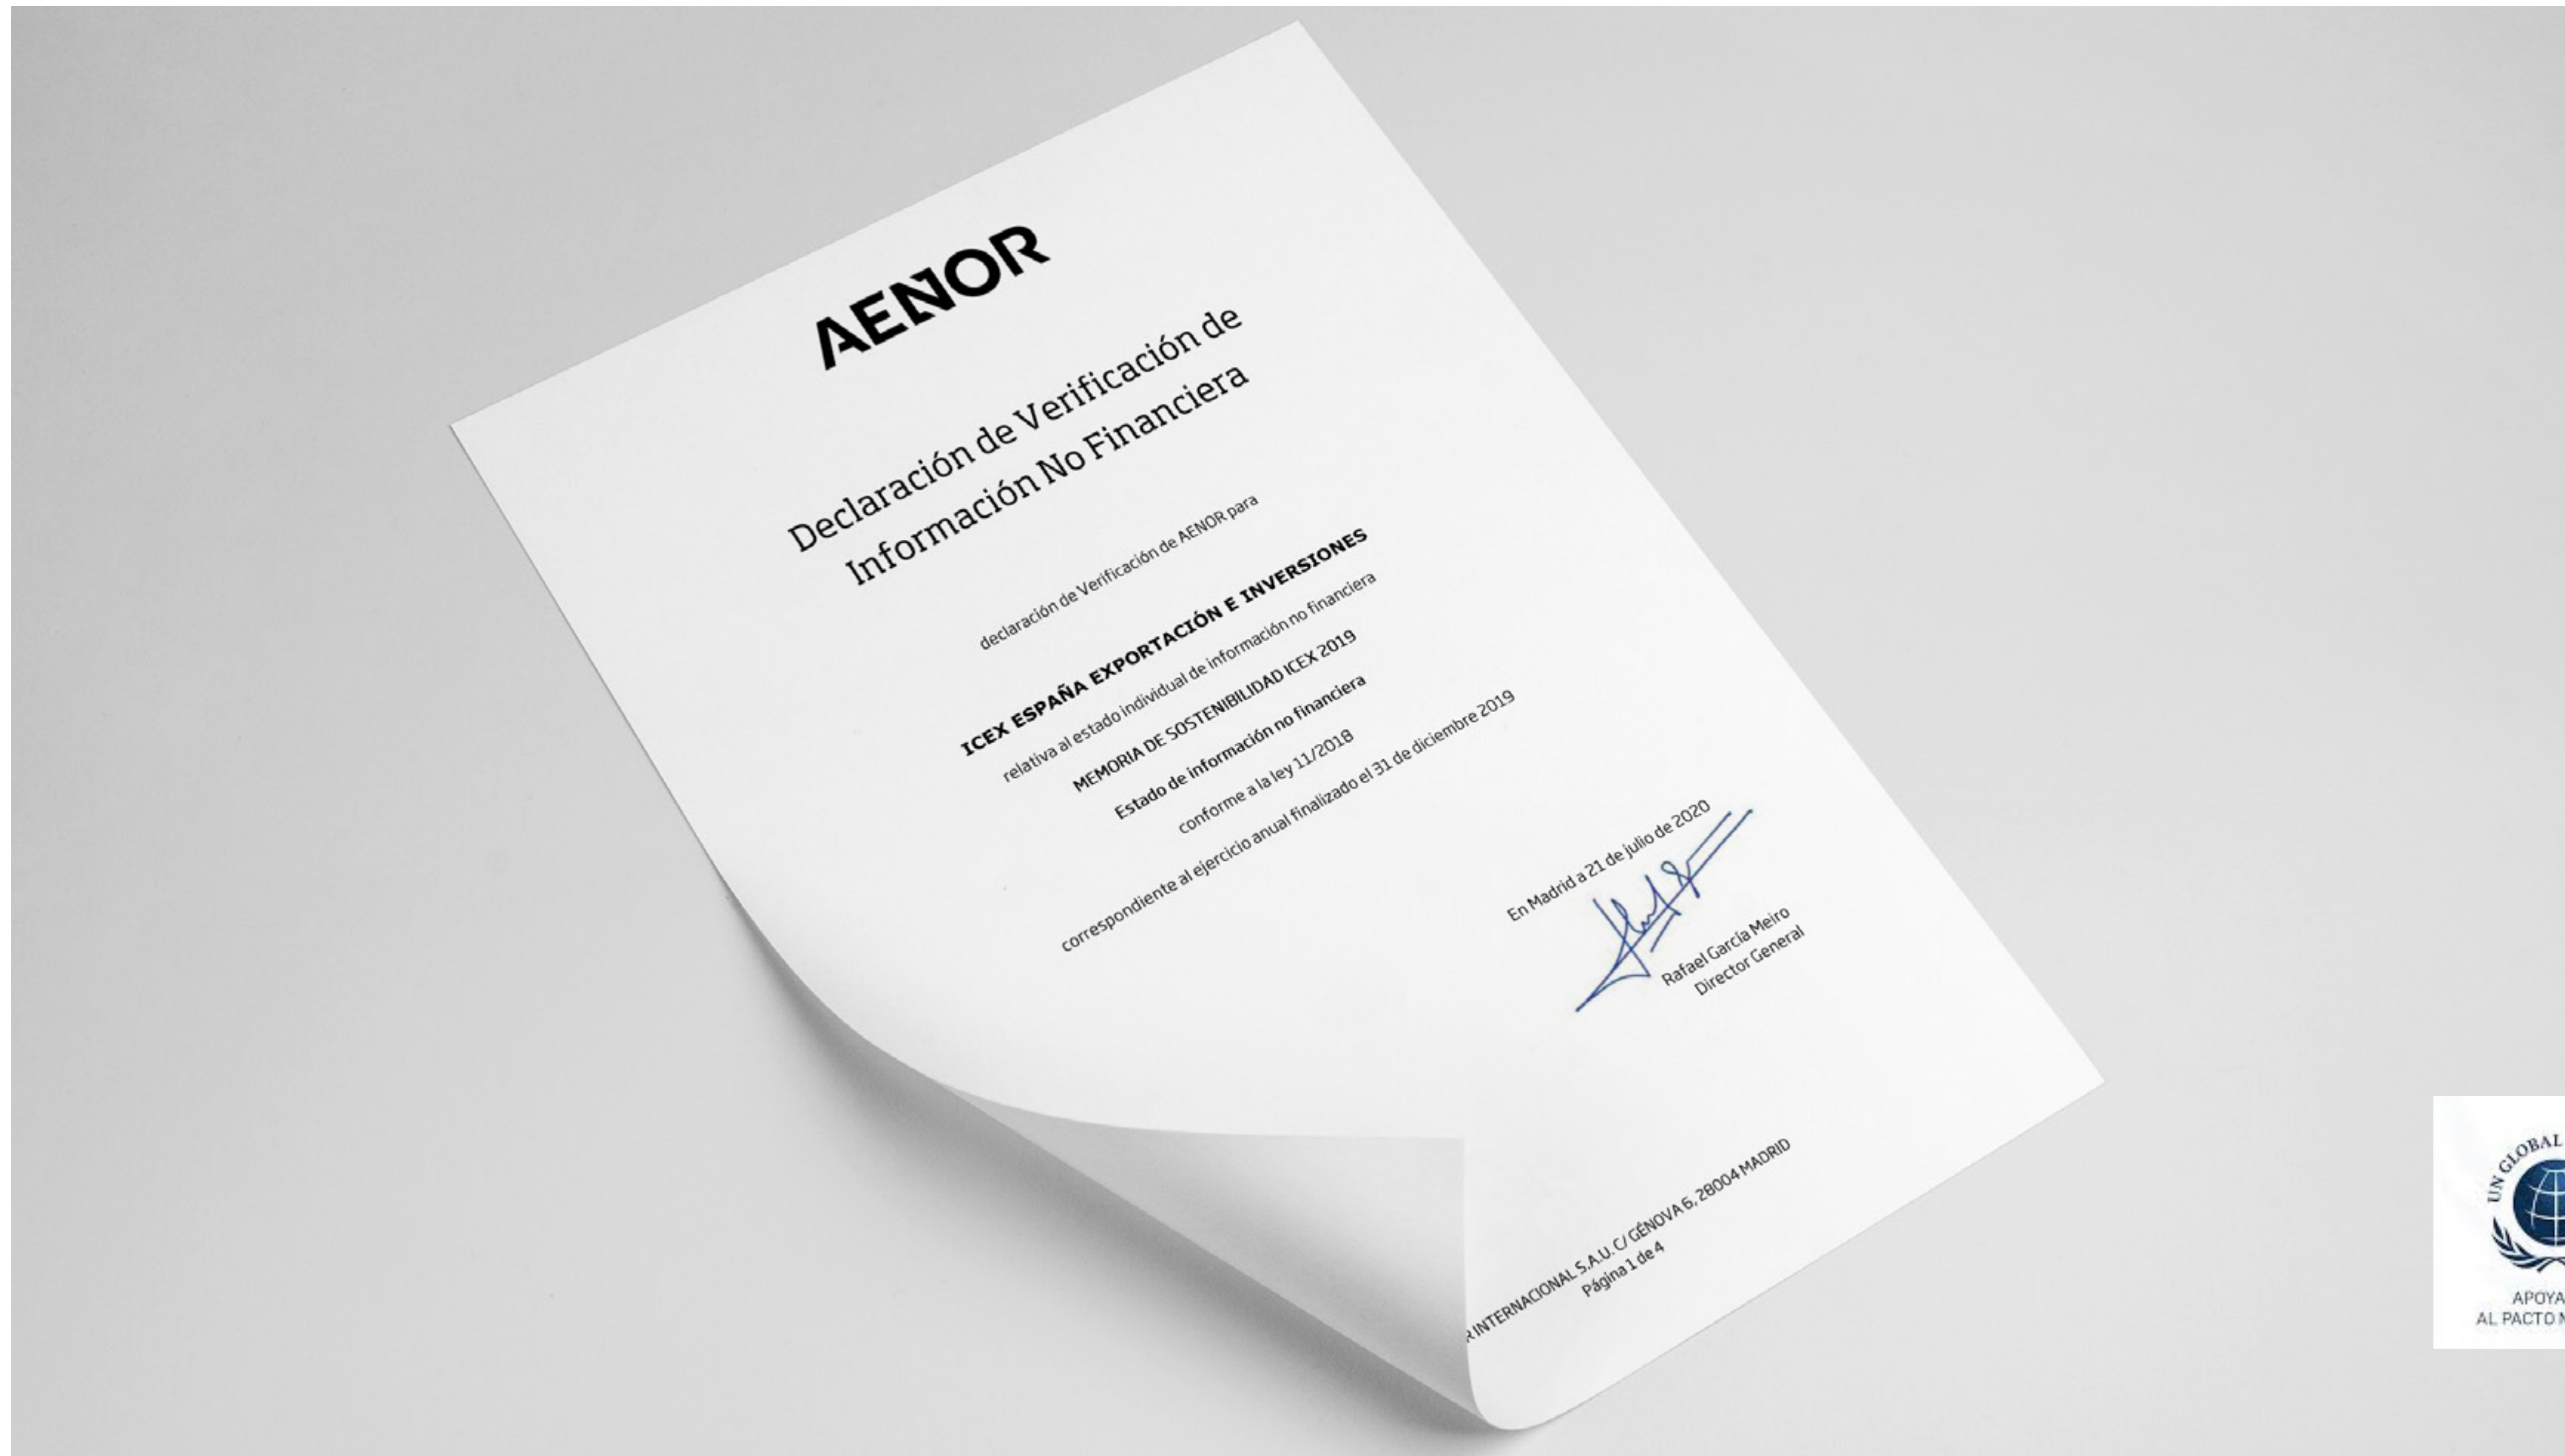 AENOR
Declaración de Verificación de
Información No Financiera
declaración de Verificación de AENOR para
ICEX ESPAÑA EXPORTACIÓN E INVERSIONES
relativa al estado individual de información no financiera
MEMORIA DE SOSTENIBILIDAD ICEX 2019
Estado de información no financiera
conforme a la ley 11/2018
correspondiente al ejercicio anual finalizado el 31 de diciembre 2019
En Madrid a 21 de julio de 2020
Rafael García Meiro
Director General
R INTERNACIONAL S.A.U. C/ GÉNOVA 6, 28004 MADRID
Página 1 de 4
UN GLOBAL
APOYA
AL PACTO